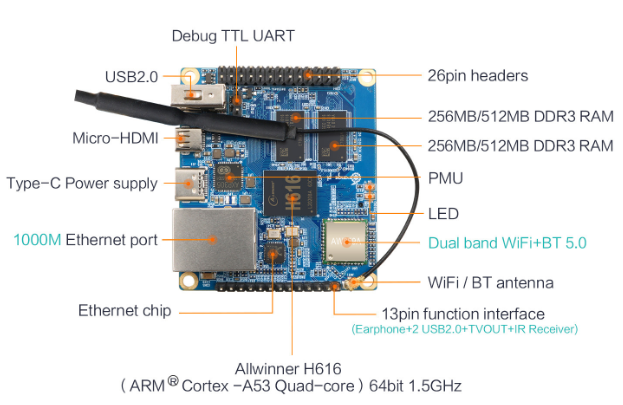 Debug TTL UART
USB2.0
26pin headers
256MB/512MB DDR3 RAM
Micro-HDMI
256MB/512MB DDR3 RAM
Type-C Power supply
PMU
H616
LED
1000M Ethernet port
Dual band WiFi+BT 5.0
WiFi / BT antenna
Ethernet chip
13pin function interface
(Earphone+2 USB2.0+TVOUT+IR Receiver)
Allwinner H616
( ARM® Cortex -A53 Quad-core ) 64bit 1.5GHz